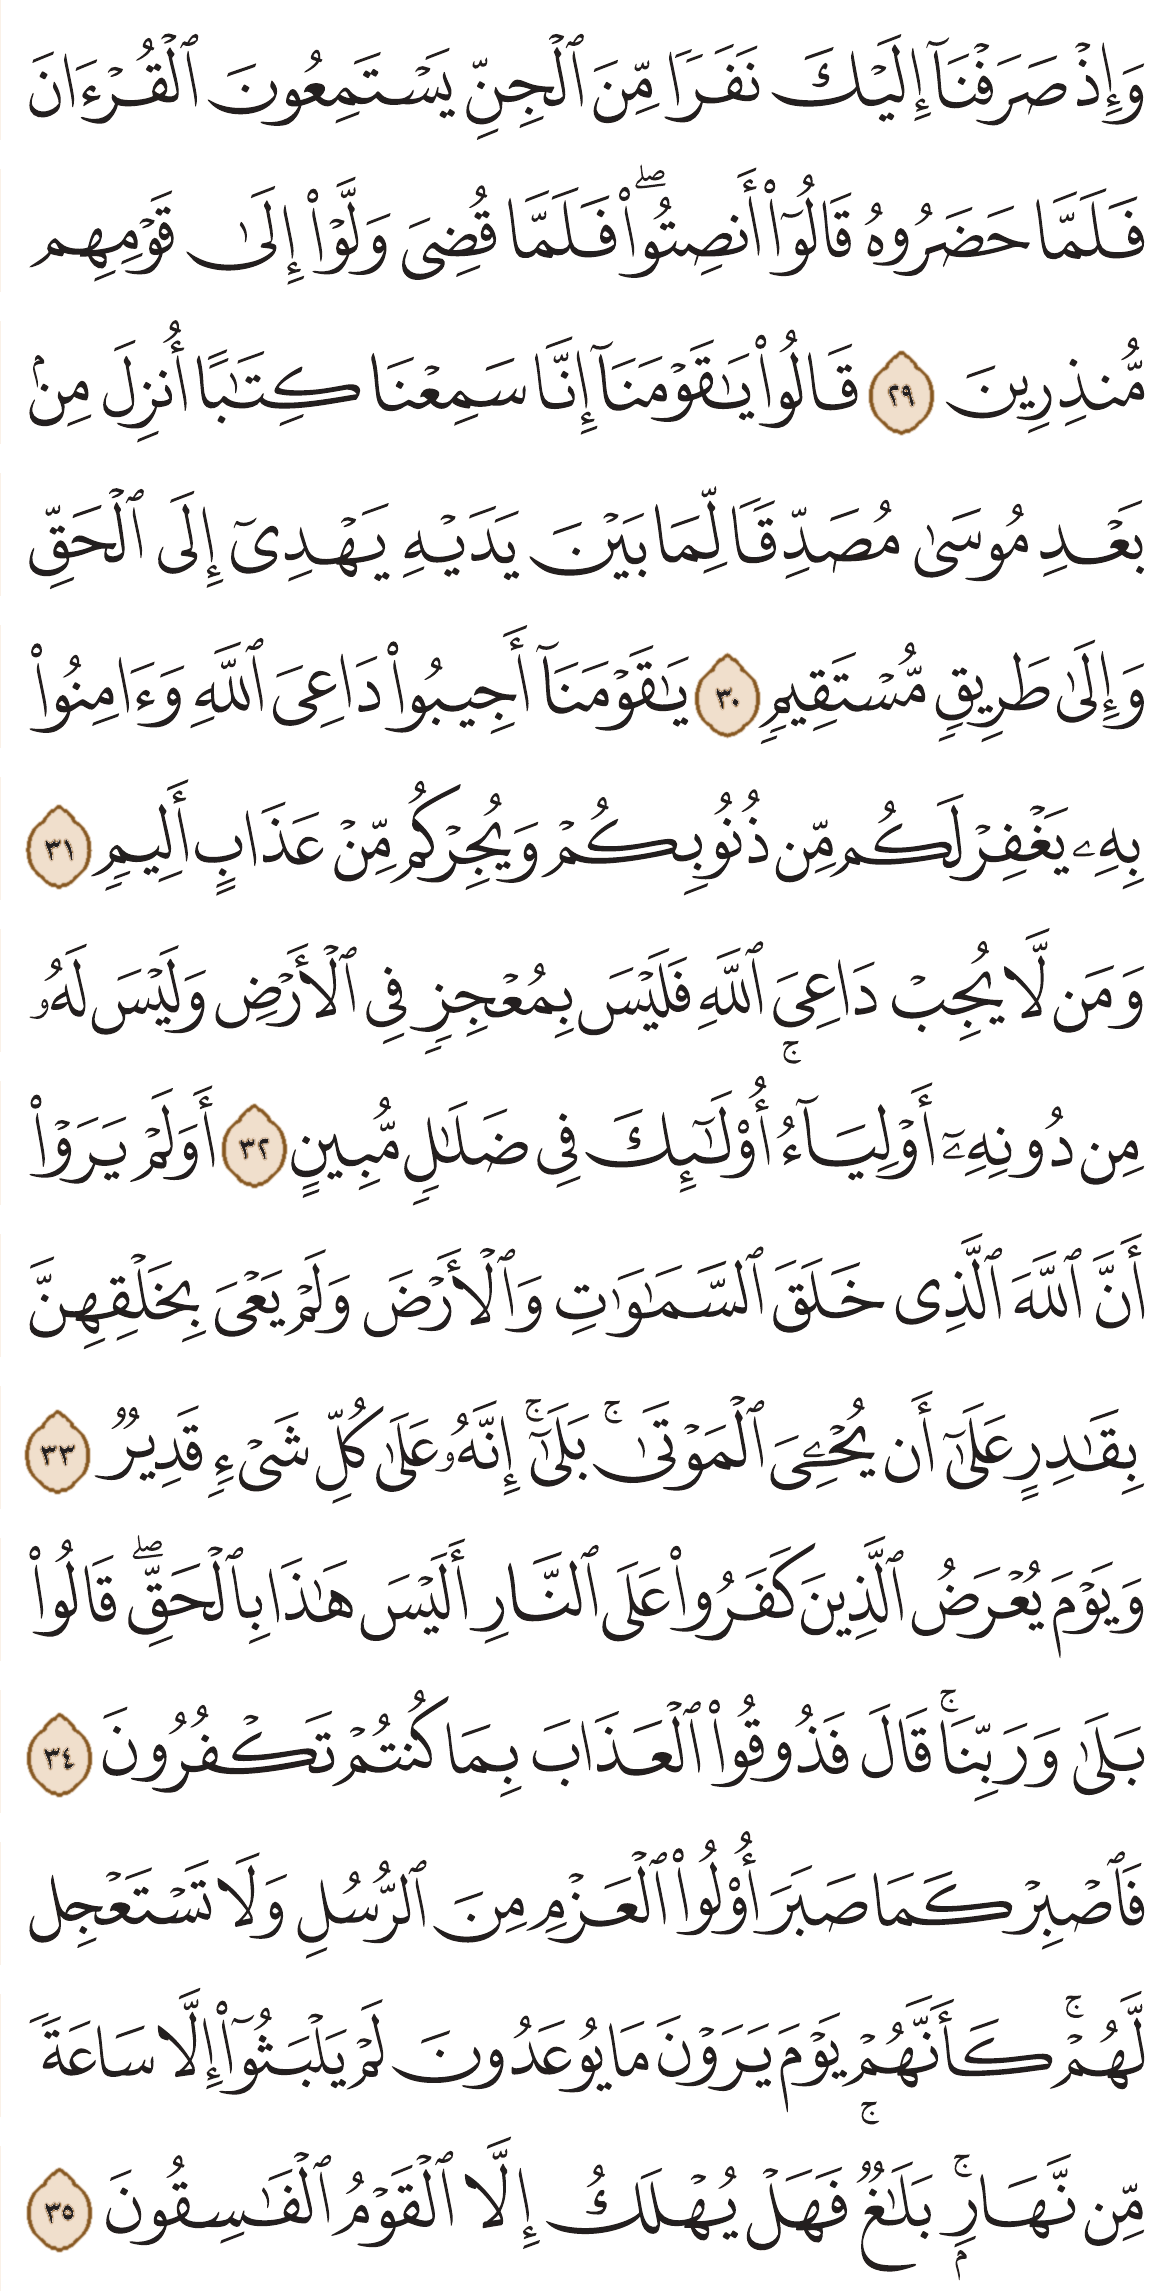 وَإِذْ صَرَفْنَآ إِلَيْكَ نَفَرًا مِّنَ ٱلْجِنِّ يَسْتَمِعُونَ ٱلْقُرْءَانَ
فَلَمَّا حَضَرُوهُ قَالُوٓا۟ أَنصِتُوا۟ ۖ فَلَمَّا قُضِىَ وَلَّوْا۟ إِلَىٰ قَوْمِهِم
مُّنذِرِينَ ٢٩ قَالُوا۟ يَـٰقَوْمَنَآ إِنَّا سَمِعْنَا كِتَـٰبًا أُنزِلَ مِنۢ
بَعْدِ مُوسَىٰ مُصَدِّقًا لِّمَا بَيْنَ يَدَيْهِ يَهْدِىٓ إِلَى ٱلْحَقِّ
وَإِلَىٰ طَرِيقٍ مُّسْتَقِيمٍ ٣٠ يَـٰقَوْمَنَآ أَجِيبُوا۟ دَاعِىَ ٱللَّهِ وَءَامِنُوا۟
بِهِۦ يَغْفِرْ لَكُم مِّن ذُنُوبِكُمْ وَيُجِرْكُم مِّنْ عَذَابٍ أَلِيمٍ ٣١
وَمَن لَّا يُجِبْ دَاعِىَ ٱللَّهِ فَلَيْسَ بِمُعْجِزٍ فِى ٱلْأَرْضِ وَلَيْسَ لَهُۥ
مِن دُونِهِۦٓ أَوْلِيَآءُ ۚ أُو۟لَـٰٓئِكَ فِى ضَلَـٰلٍ مُّبِينٍ ٣٢ أَوَلَمْ يَرَوْا۟
أَنَّ ٱللَّهَ ٱلَّذِى خَلَقَ ٱلسَّمَـٰوَٰتِ وَٱلْأَرْضَ وَلَمْ يَعْىَ بِخَلْقِهِنَّ
بِقَـٰدِرٍ عَلَىٰٓ أَن يُحْـِۧىَ ٱلْمَوْتَىٰ ۚ بَلَىٰٓ ۚ إِنَّهُۥ عَلَىٰ كُلِّ شَىْءٍ قَدِيرٌ ٣٣
وَيَوْمَ يُعْرَضُ ٱلَّذِينَ كَفَرُوا۟ عَلَى ٱلنَّارِ أَلَيْسَ هَـٰذَا بِٱلْحَقِّ ۖ قَالُوا۟
بَلَىٰ وَرَبِّنَا ۚ قَالَ فَذُوقُوا۟ ٱلْعَذَابَ بِمَا كُنتُمْ تَكْفُرُونَ ٣٤
فَٱصْبِرْ كَمَا صَبَرَ أُو۟لُوا۟ ٱلْعَزْمِ مِنَ ٱلرُّسُلِ وَلَا تَسْتَعْجِل
لَّهُمْ ۚ كَأَنَّهُمْ يَوْمَ يَرَوْنَ مَا يُوعَدُونَ لَمْ يَلْبَثُوٓا۟ إِلَّا سَاعَةً
مِّن نَّهَارٍۭ ۚ بَلَـٰغٌ ۚ فَهَلْ يُهْلَكُ إِلَّا ٱلْقَوْمُ ٱلْفَـٰسِقُونَ ٣٥